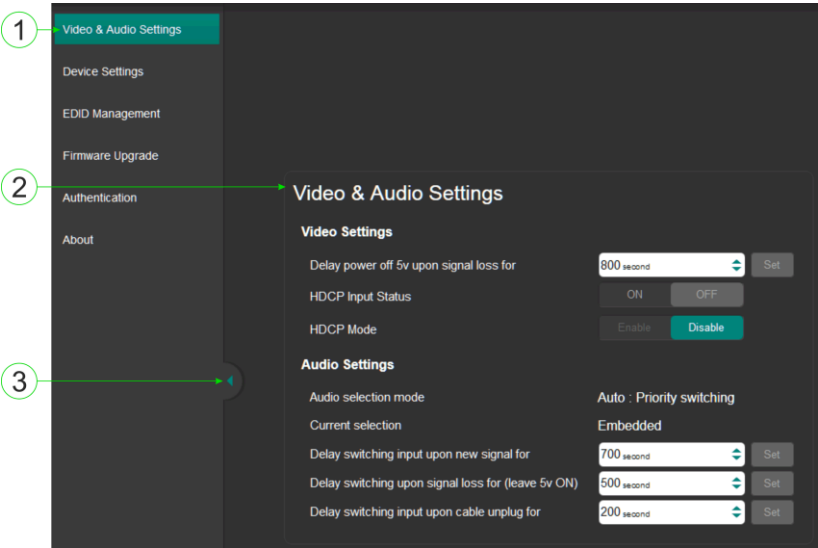 1
Video & Audio Settings
Device Settings
EDID Management
Firmware Upgrade
2
Authentication
About
3
Video & Audio Settings
Video Settings
Delay power off 5v upon signal loss for 800 second Set
HDCP Input Status ON OFF
HDCP Mode Enable Disable
Audio Settings
Audio selection mode Auto : Priority switching
Current selection Embedded
Delay switching input upon new signal for 700 second Set
Delay switching upon signal loss for (leave 5v ON) 500 second Set
Delay switching input upon cable unplug for 200 second Set